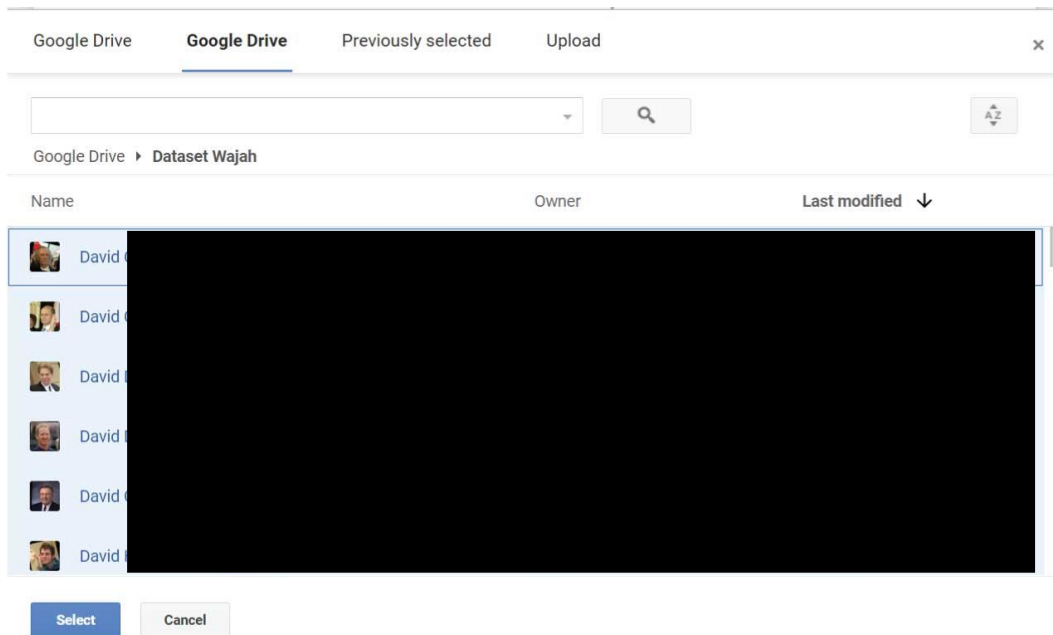 Google Drive Google Drive Previously selected Upload ×
AZ
Google Drive Dataset Wajah
Name Owner Last modified
David
David
David
David
David
David
Select Cancel